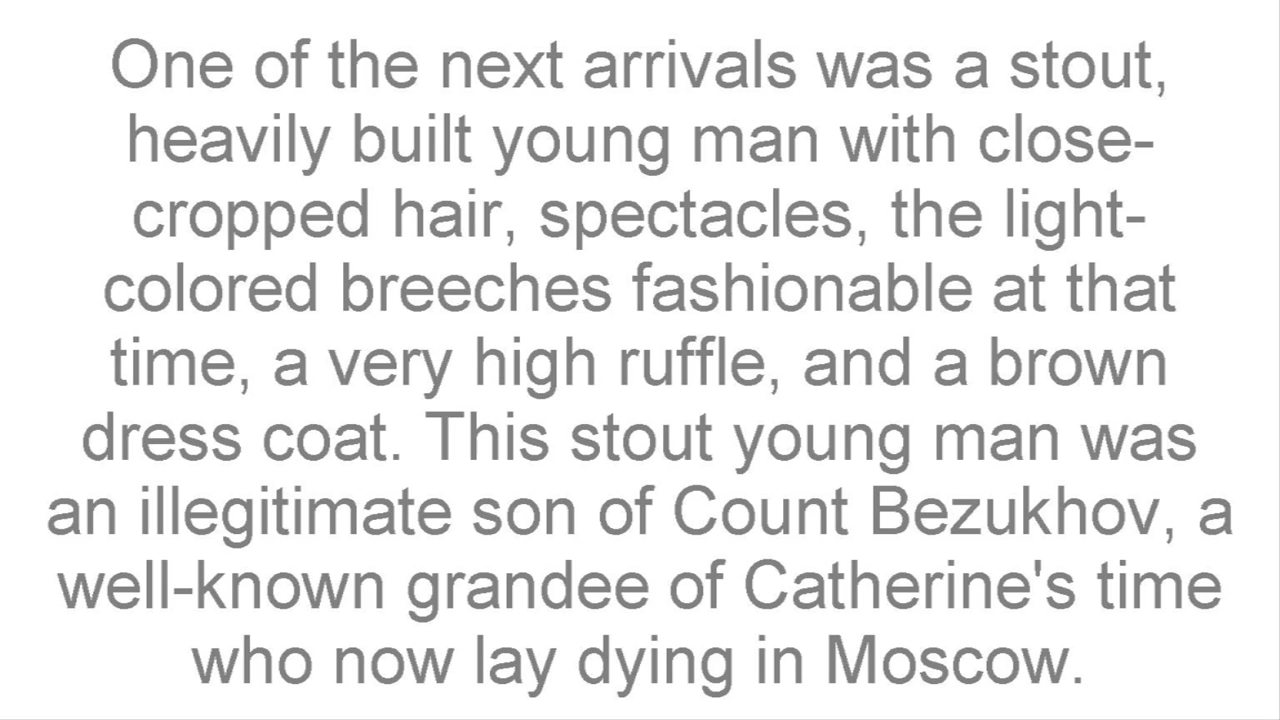 One of the next arrivals was a stout,
heavily built young man with close-
cropped hair, spectacles, the light-
colored breeches fashionable at that
time, a very high ruffle, and a brown
dress coat. This stout young man was
an illegitimate son of Count Bezukhov, a
well-known grandee of Catherine's time
who now lay dying in Moscow.